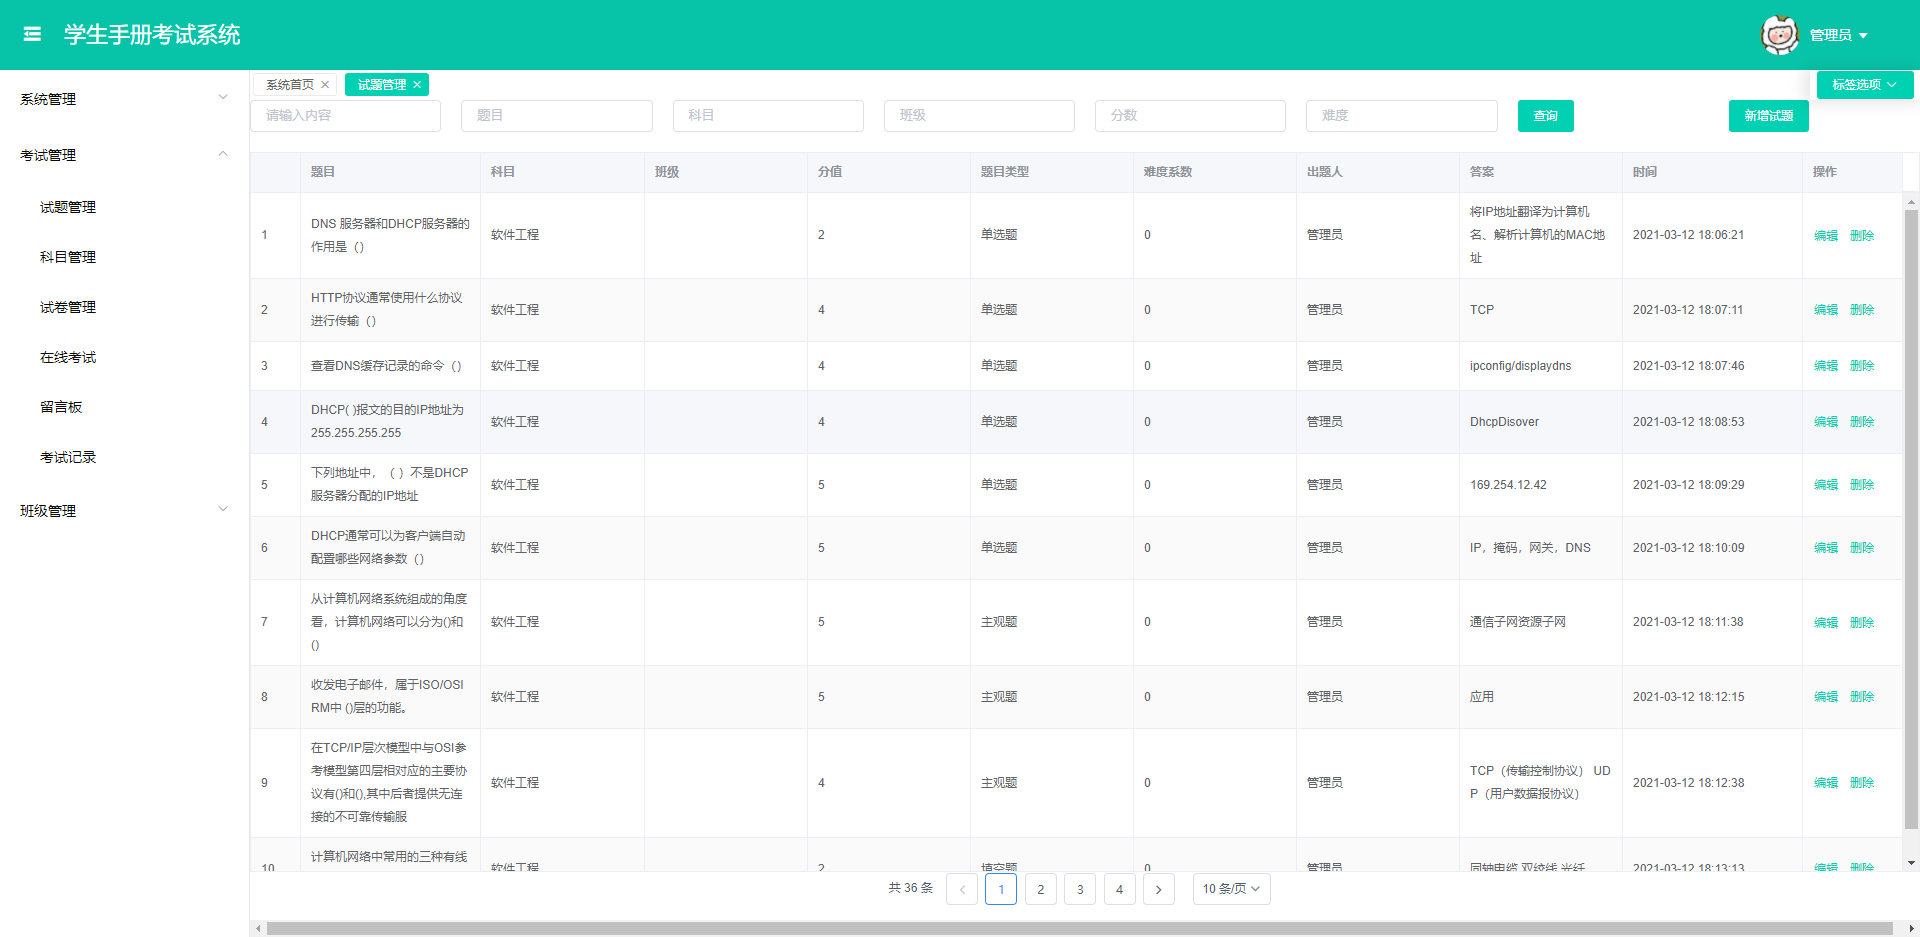 学生手册考试系统
管理员
系统管理
考试管理
试题管理
科目管理
试卷管理
在线考试
留言板
考试记录
班级管理
系统首页 试题管理 标签选项
请输入内容 题目 科目 班级 分数 难度 查询 新增试题
题目 科目 班级 分值 题目类型 难度系数 出题人 答案 时间 操作
1 DNS 服务器和DHCP服务器的
作用是（） 软件工程 2 单选题 0 管理员 将IP地址翻译为计算机
名、解析计算机的MAC地
址 2021-03-12 18:06:21 编辑 删除
2 HTTP协议通常使用什么协议
进行传输（） 软件工程 4 单选题 0 管理员 TCP 2021-03-12 18:07:11 编辑 删除
3 查看DNS缓存记录的命令（） 软件工程 4 单选题 0 管理员 ipconfig/displaydns 2021-03-12 18:07:46 编辑 删除
4 DHCP( )报文的目的IP地址为
255.255.255.255 软件工程 4 单选题 0 管理员 DhcpDisover 2021-03-12 18:08:53 编辑 删除
5 下列地址中，（ ）不是DHCP
服务器分配的IP地址 软件工程 5 单选题 0 管理员 169.254.12.42 2021-03-12 18:09:29 编辑 删除
6 DHCP通常可以为客户端自动
配置哪些网络参数（） 软件工程 5 单选题 0 管理员 IP，掩码，网关，DNS 2021-03-12 18:10:09 编辑 删除
7 从计算机网络系统组成的角度
看，计算机网络可以分为()和
() 软件工程 5 主观题 0 管理员 通信子网资源子网 2021-03-12 18:11:38 编辑 删除
8 收发电子邮件，属于ISO/OSI
RM中 ()层的功能。 软件工程 5 主观题 0 管理员 应用 2021-03-12 18:12:15 编辑 删除
9 在TCP/IP层次模型中与OSI参
考模型第四层相对应的主要协
议有()和(),其中后者提供无连
接的不可靠传输服 软件工程 4 主观题 0 管理员 TCP（传输控制协议） UD
P（用户数据报协议） 2021-03-12 18:12:38 编辑 删除
10 计算机网络中常用的三种有线
软件工程 2 填空题 0 管理员 同轴电缆 双绞线 光纤 2021-03-12 18:13:13 编辑 删除
共 36 条 1 2 3 4 10 条/页